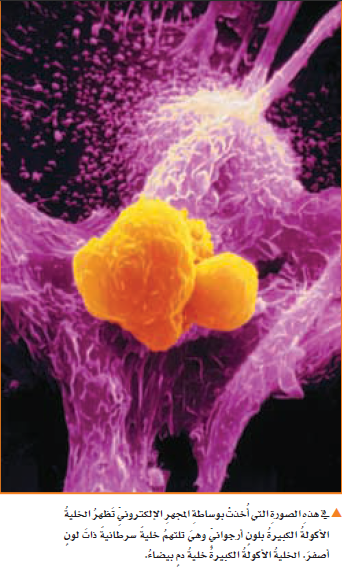 في هذهِ الصورةِ التي أُخذتْ بوساطةِ المجهرِ الإلكترونيِّ تَظهرُ الخليةُ
الأكولةُ الكبيرةُ بلونٍ أرجوانيٍّ وهيَ تلتهمُ خليةً سرطانيةً ذاتَ لونٍ
أصفرَ. الخليةُ الأكولةُ الكبيرةُ خليةُ دمٍ بيضاءُ.